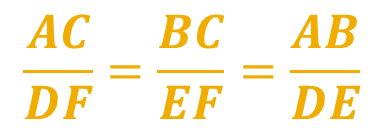 AC/DF = BC/EF = AB/DE